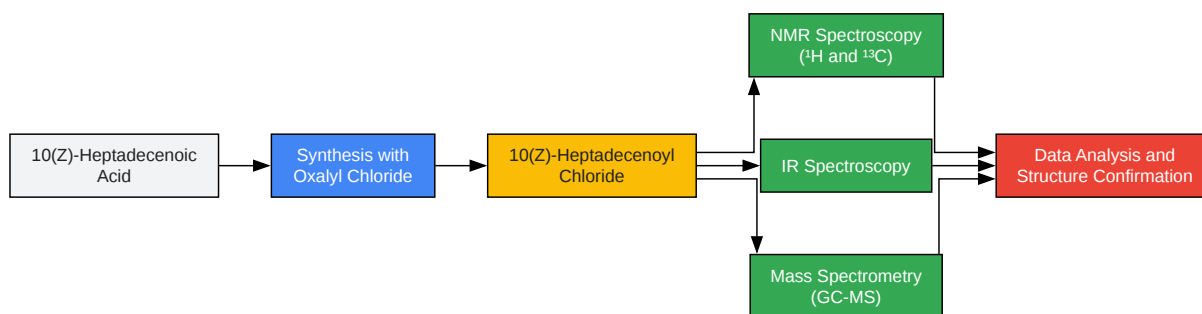 10(Z)-Heptadecenoic
Acid
Synthesis with
Oxalyl Chloride
10(Z)-Heptadecenoyl
Chloride
NMR Spectroscopy
(¹H and ¹³C)
IR Spectroscopy
Mass Spectrometry
(GC-MS)
Data Analysis and
Structure Confirmation